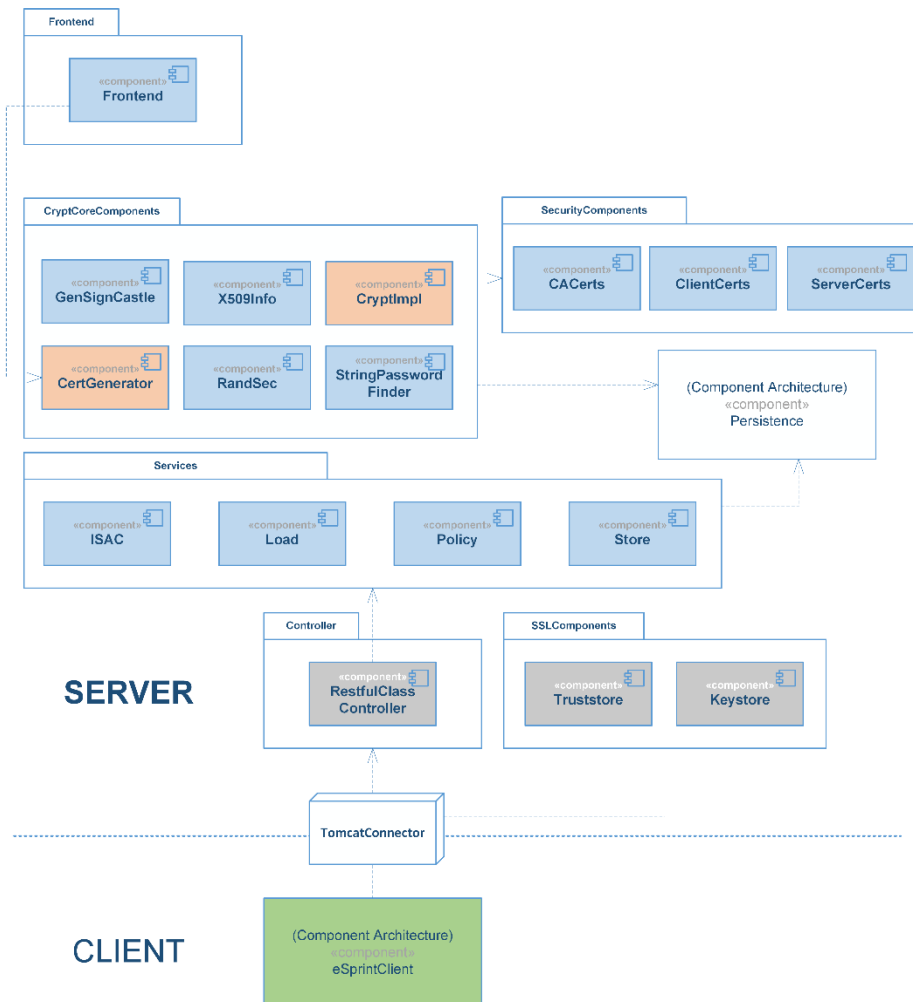 Frontend
«component»
Frontend
CryptCoreComponents
«component»
GenSignCastle
«component»
X509Info
«component»
CryptImpl
«component»
CertGenerator
«component»
RandSec
«component»
StringPassword
Finder
SecurityComponents
«component»
CACerts
«component»
ClientCerts
«component»
ServerCerts
(Component Architecture)
«component»
Persistence
Services
«component»
ISAC
«component»
Load
«component»
Policy
«component»
Store
SERVER
Controller
«component»
RestfulClass
Controller
SSLComponents
«component»
Truststore
«component»
Keystore
TomcatConnector
CLIENT
(Component Architecture)
«component»
eSprintClient